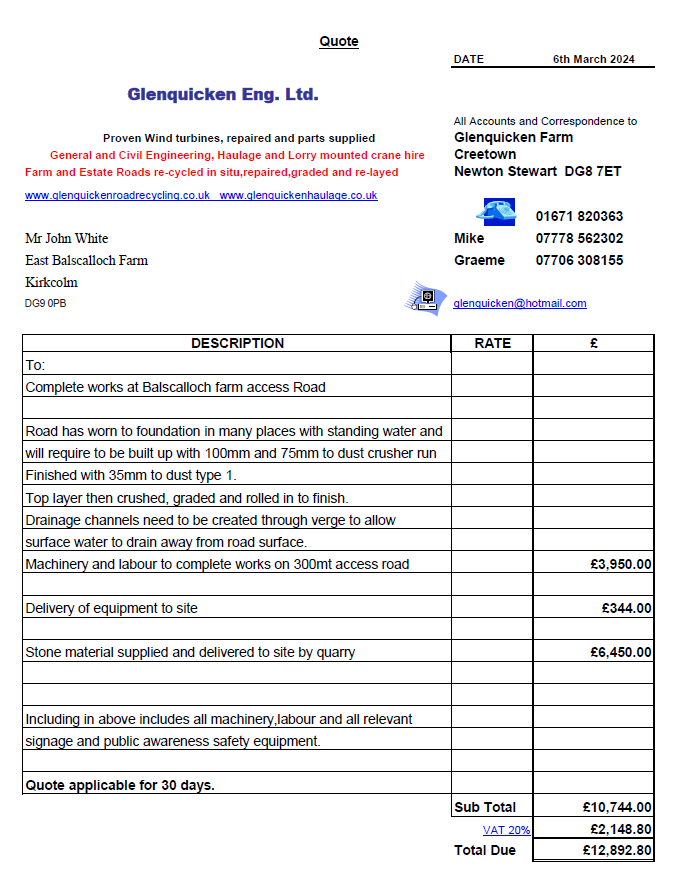 Quote
DATE 6th March 2024
Glenquicken Eng. Ltd.
All Accounts and Correspondence to
Proven Wind turbines, repaired and parts supplied
Glenquicken Farm
General and Civil Engineering, Haulage and Lorry mounted crane hire
Creetown
Farm and Estate Roads re-cycled in situ,repaired,graded and re-layed
Newton Stewart DG8 7ET
www.glenquickenroadrecycling.co.uk www.glenquickenhaulage.co.uk
01671 820363
Mr John White
Mike 07778 562302
East Balscalloch Farm
Graeme 07706 308155
Kirkcolm
DG9 0PB
glenquicken@hotmail.com
DESCRIPTION RATE £
To:
Complete works at Balscalloch farm access Road
Road has worn to foundation in many places with standing water and
will require to be built up with 100mm and 75mm to dust crusher run
Finished with 35mm to dust type 1.
Top layer then crushed, graded and rolled in to finish.
Drainage channels need to be created through verge to allow
surface water to drain away from road surface.
Machinery and labour to complete works on 300mt access road £3,950.00
Delivery of equipment to site £344.00
Stone material supplied and delivered to site by quarry £6,450.00
Including in above includes all machinery,labour and all relevant
signage and public awareness safety equipment.
Quote applicable for 30 days.
Sub Total £10,744.00
VAT 20% £2,148.80
Total Due £12,892.80